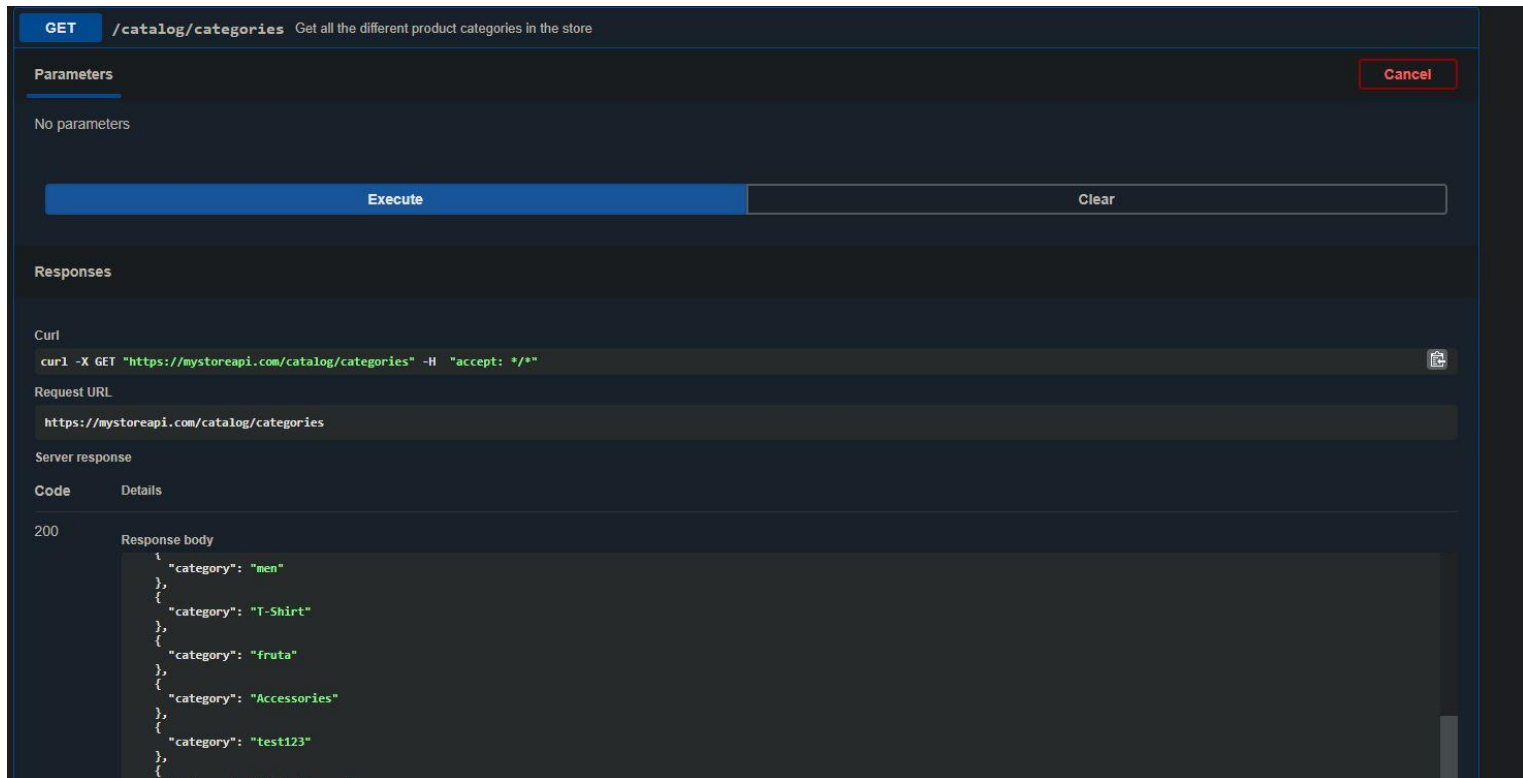 GET /catalog/categories Get all the different product categories in the store
Parameters Cancel
No parameters
Execute Clear
Responses
Curl
curl -X GET "https://mystoreapi.com/catalog/categories" -H  "accept: */*"
Request URL
https://mystoreapi.com/catalog/categories
Server response
Code Details
200
Response body
{
"category": "men"
},
{
"category": "T-Shirt"
},
{
"category": "fruta"
},
{
"category": "Accessories"
},
{
"category": "test123"
},
{